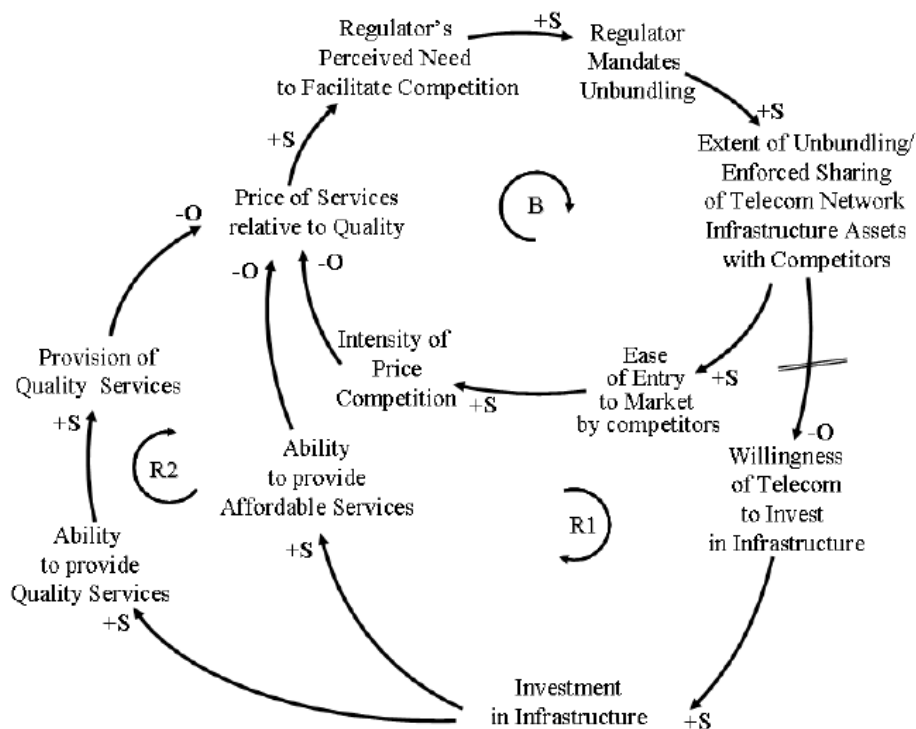 Regulator's
Perceived Need
to Facilitate Competition
+S
Regulator
Mandates
Unbundling
+S
Extent of Unbundling/
Enforced Sharing
of Telecom Network
Infrastructure Assets
with Competitors
+S
Price of Services
relative to Quality
-O
-O
-O
B
Intensity of
Price
Competition
+S
Ease
of Entry
to Market
by competitors
+S
-O
Willingness
of Telecom
to Invest
in Infrastructure
Provision of
Quality Services
+S
R2
Ability
to provide
Affordable Services
+S
R1
Ability
to provide
Quality Services
+S
Investment
in Infrastructure
+S